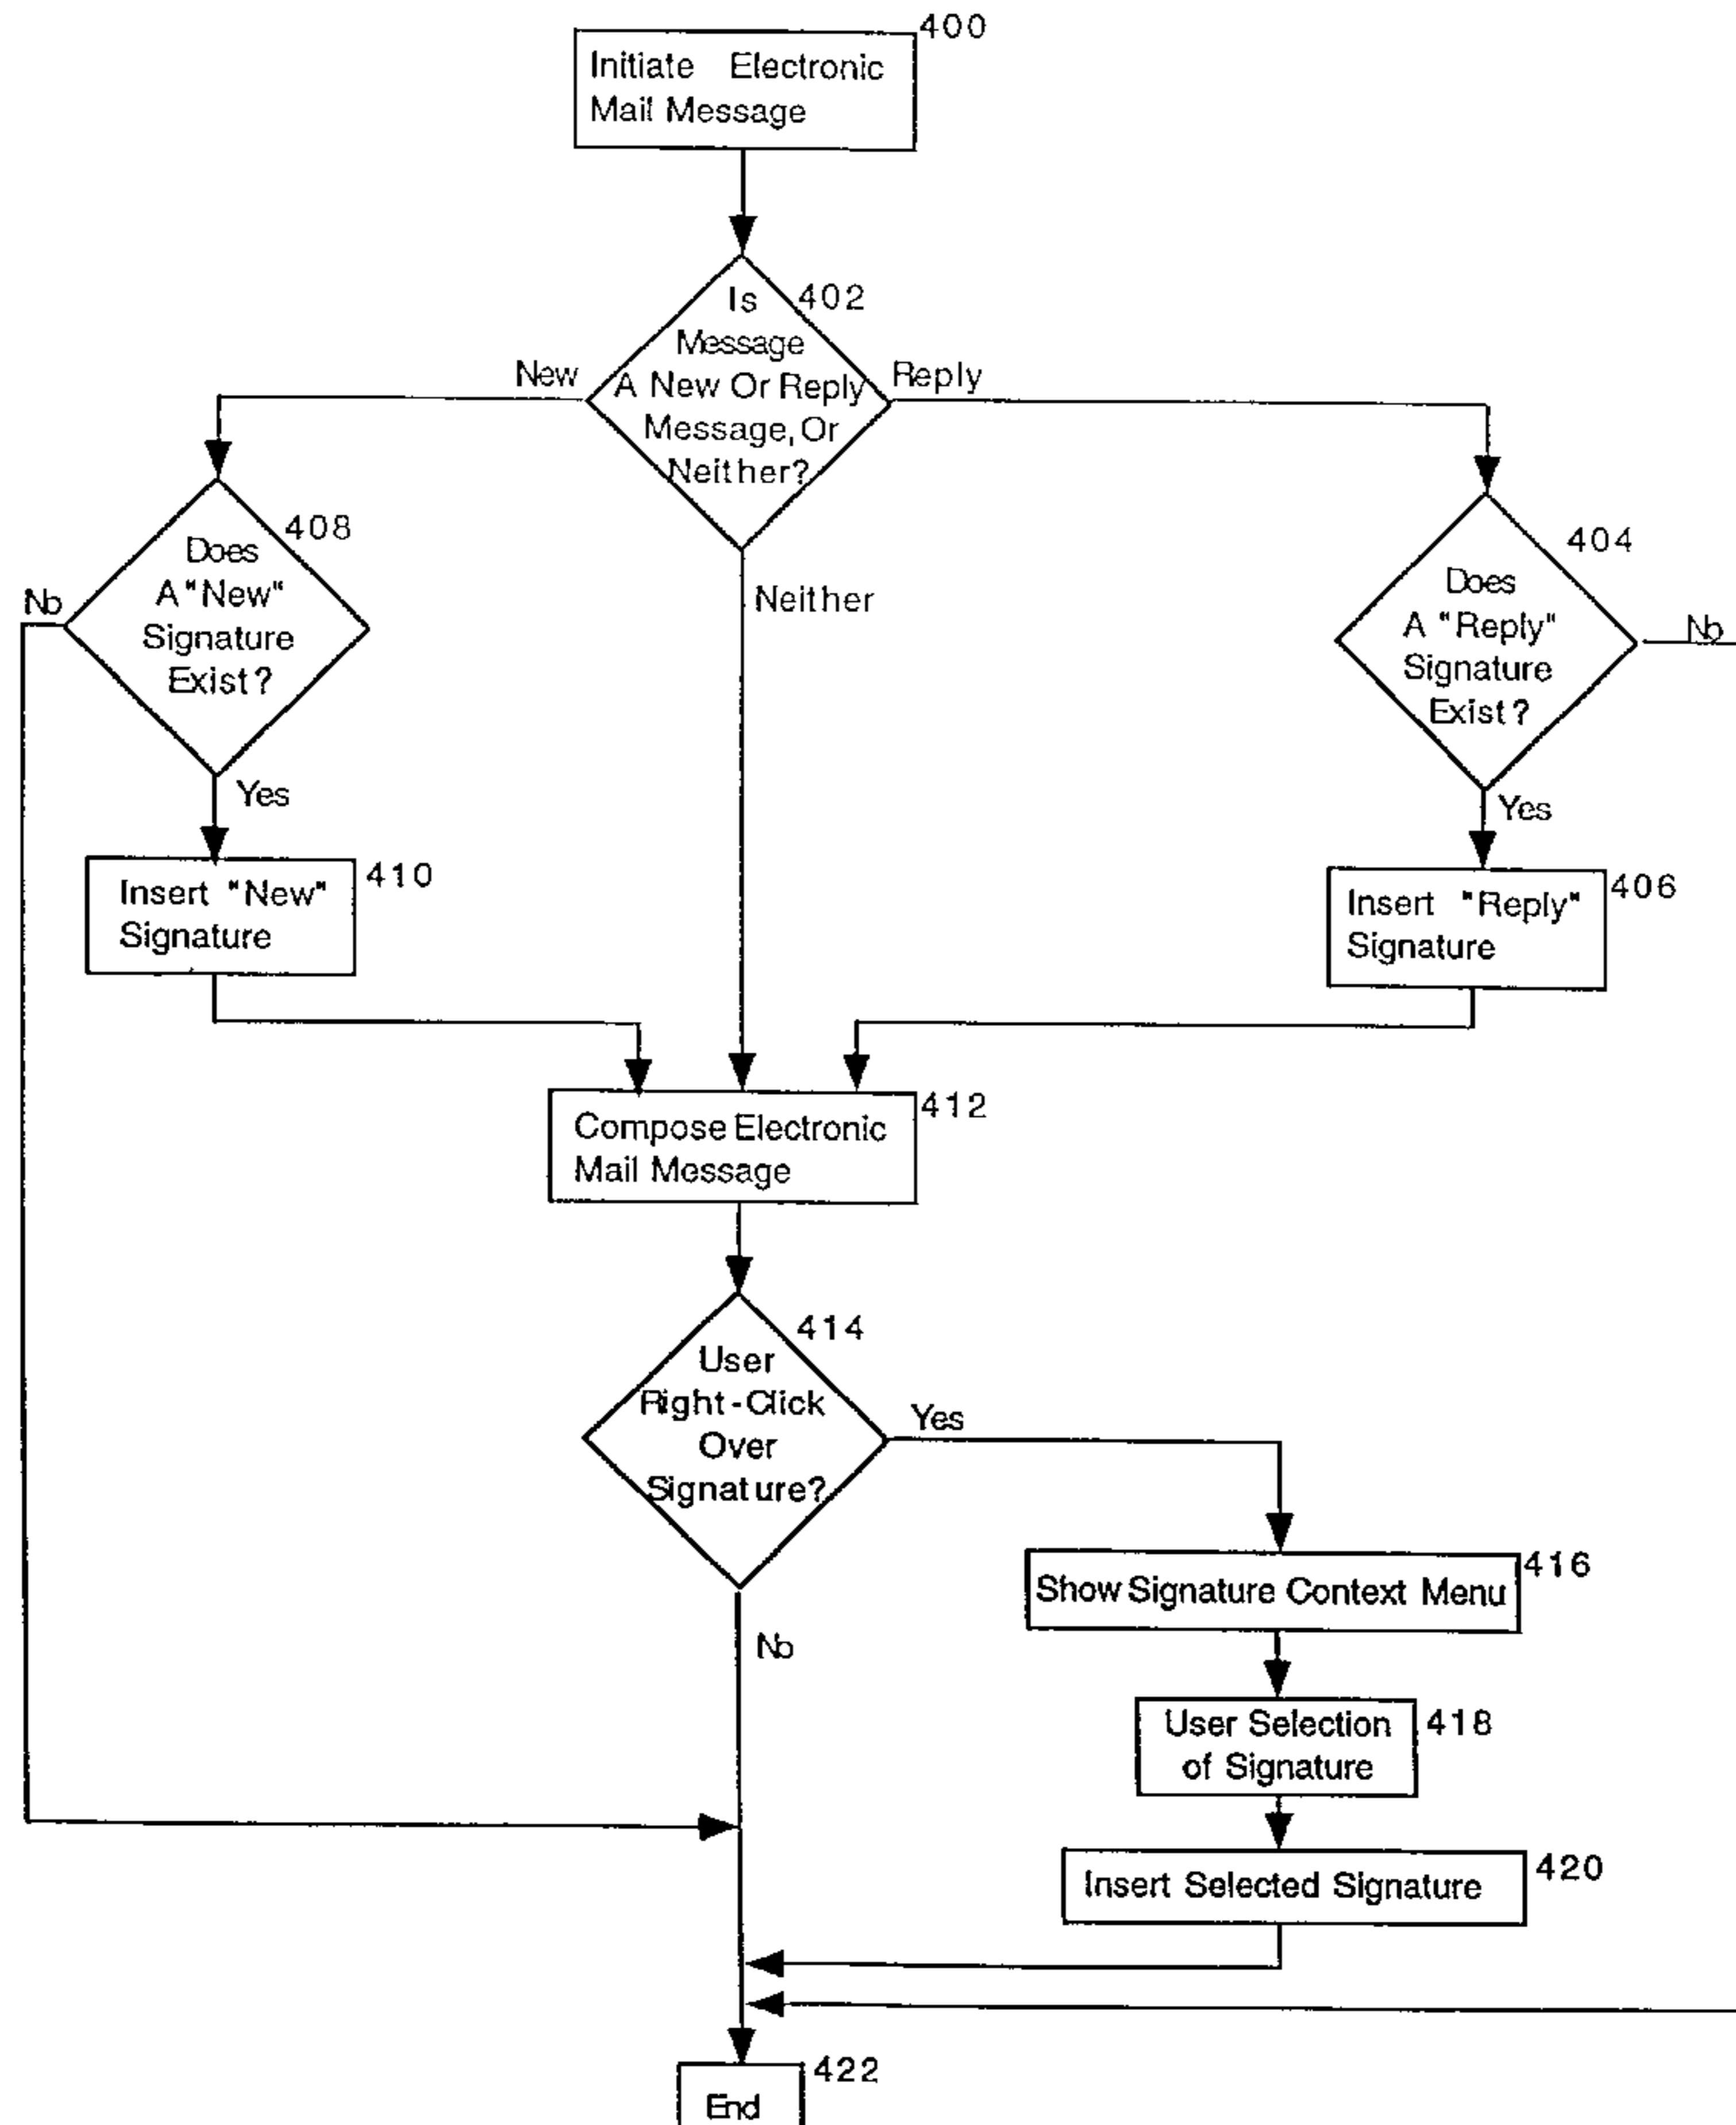 400
Initiate Electronic
Mail Message
402
Is
Message
A New Or Reply
Message, Or
Neither?
New
Reply
Neither
408
Does
A "New"
Signature
Exist?
No
Yes
404
Does
A "Reply"
Signature
Exist?
No
Yes
410
Insert "New"
Signature
406
Insert "Reply"
Signature
412
Compose Electronic
Mail Message
414
User
Right-Click
Over
Signature?
Yes
No
416
Show Signature Context Menu
418
User Selection
of Signature
420
Insert Selected Signature
422
End